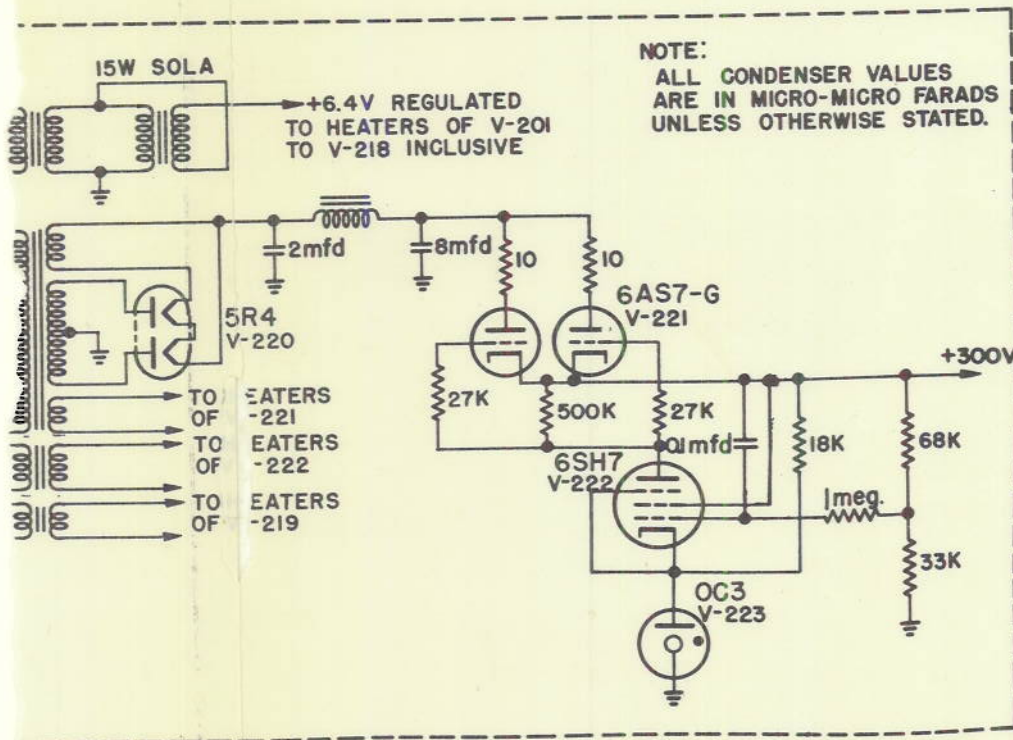 15W SOLA
+6.4V REGULATED
TO HEATERS OF V-201
TO V-218 INCLUSIVE
NOTE:
ALL CONDENSER VALUES
ARE IN MICRO-MICRO FARADS
UNLESS OTHERWISE STATED.
2mfd
8mfd
10
10
6AS7-G
V-221
5R4
V-220
+300V
27K
500K
27K
0.1mfd
18K
68K
TO EATERS
OF -221
TO EATERS
OF -222
TO EATERS
OF -219
6SH7
V-222
1meg.
33K
OC3
V-223